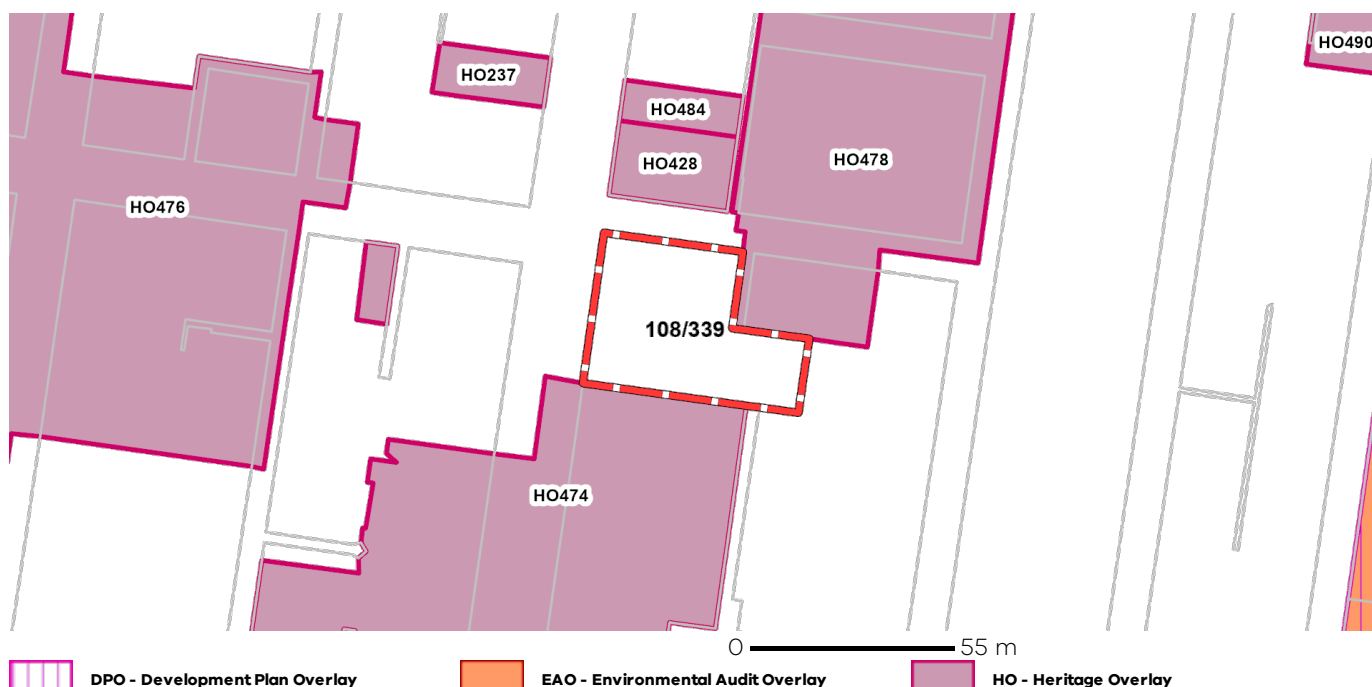 HO490
HO237
HO484
HO428
HO478
HO476
108/339
HO474
0 55 m
DPO - Development Plan Overlay
EAO - Environmental Audit Overlay
HO - Heritage Overlay